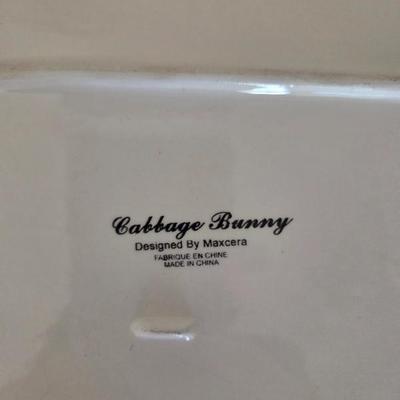 Cabbage Bunny
Designed By Maxcera
FABRIQUE EN CHINE
MADE IN CHINA